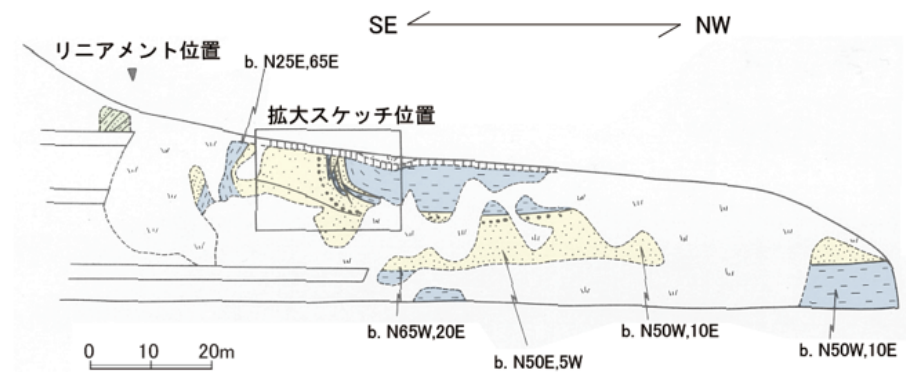 SE NW
リニアメント位置
b. N25E,65E
拡大スケッチ位置
b. N65W,20E
b. N50E,5W
b. N50W,10E
b. N50W,10E
0 10 20m